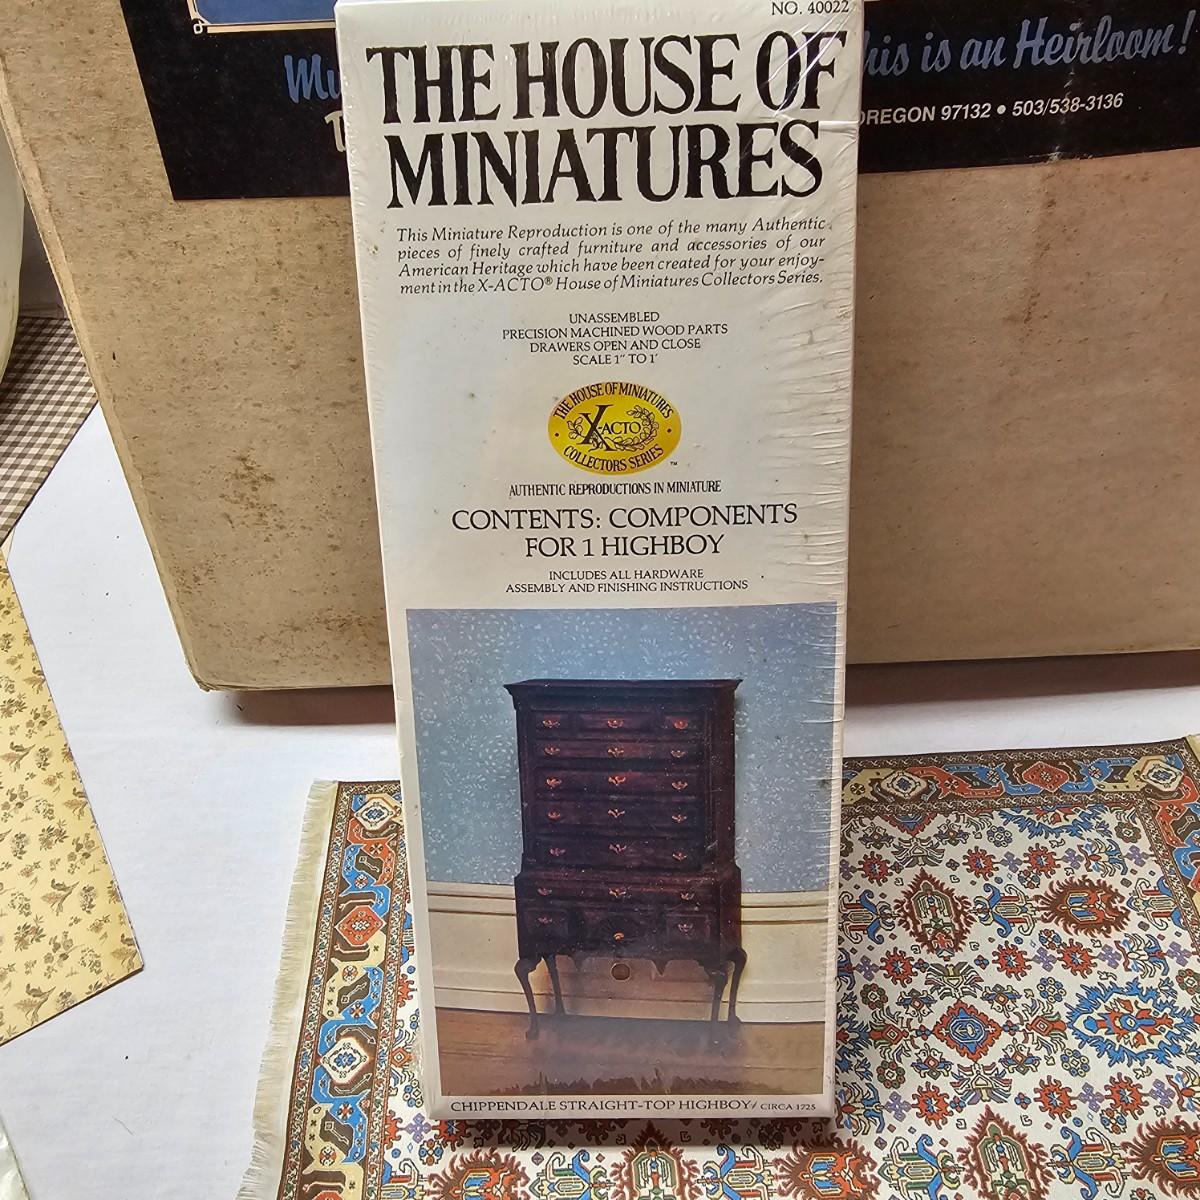 NO. 40022
THE HOUSE OF
MINIATURES
This Miniature Reproduction is one of the many Authentic
pieces of finely crafted furniture and accessories of our
American Heritage which have been created for your enjoy-
ment in the X-ACTO® House of Miniatures Collectors Series.
UNASSEMBLED
PRECISION MACHINED WOOD PARTS
DRAWERS OPEN AND CLOSE
SCALE 1" TO 1'
THE HOUSE OF MINIATURES
X-ACTO
COLLECTORS SERIES
™
AUTHENTIC REPRODUCTIONS IN MINIATURE
CONTENTS: COMPONENTS
FOR 1 HIGHBOY
INCLUDES ALL HARDWARE
ASSEMBLY AND FINISHING INSTRUCTIONS
CHIPPENDALE STRAIGHT-TOP HIGHBOY/ CIRCA 1725
his is an Heirloom!
OREGON 97132 • 503/538-3136